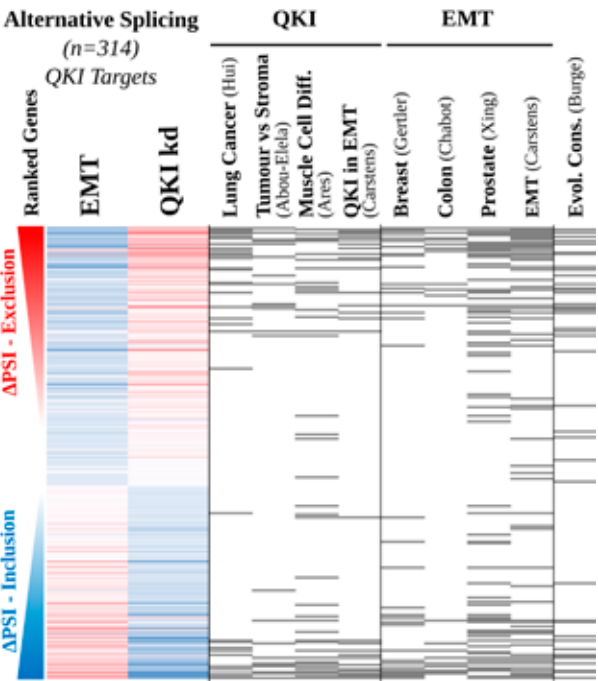 Alternative Splicing
(n=314)
QKI Targets
QKI
EMT
Ranked Genes
EMT
QKI kd
Lung Cancer (Hui)
Tumour vs Stroma
(Abou-Elela)
Muscle Cell Diff.
(Ares)
QKI in EMT
(Carstens)
Breast (Gertler)
Colon (Chabot)
Prostate (Xing)
EMT (Carstens)
Evol. Cons. (Burge)
ΔPSI - Exclusion
ΔPSI - Inclusion